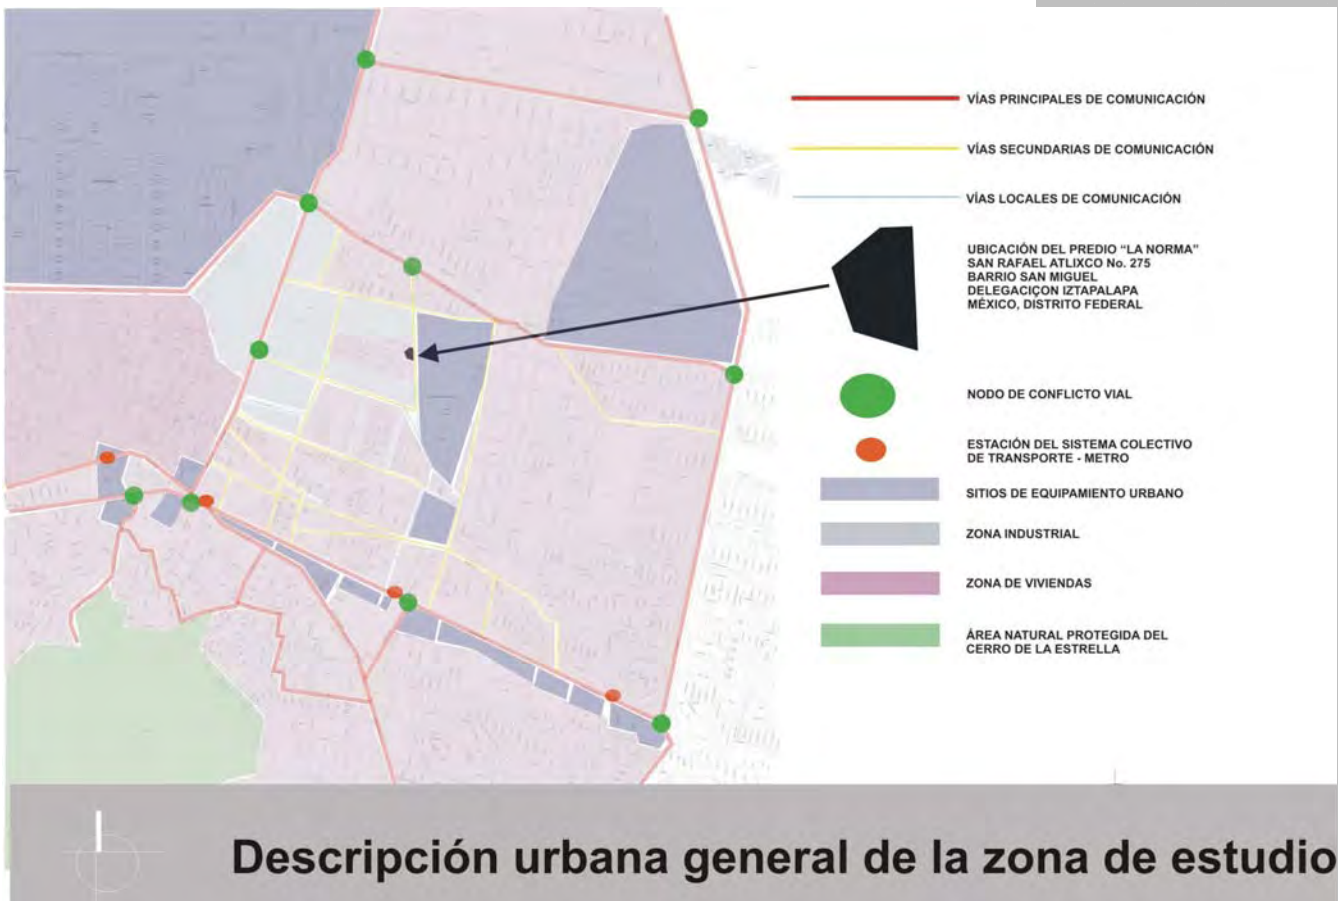 VÍAS PRINCIPALES DE COMUNICACIÓN
VÍAS SECUNDARIAS DE COMUNICACIÓN
VÍAS LOCALES DE COMUNICACIÓN
UBICACIÓN DEL PREDIO “LA NORMA”
SAN RAFAEL ATLIXCO No. 275
BARRIO SAN MIGUEL
DELEGACIÇON IZTAPALAPA
MÉXICO, DISTRITO FEDERAL
NODO DE CONFLICTO VIAL
ESTACIÓN DEL SISTEMA COLECTIVO
DE TRANSPORTE - METRO
SITIOS DE EQUIPAMIENTO URBANO
ZONA INDUSTRIAL
ZONA DE VIVIENDAS
ÁREA NATURAL PROTEGIDA DEL
CERRO DE LA ESTRELLA
Descripción urbana general de la zona de estudio